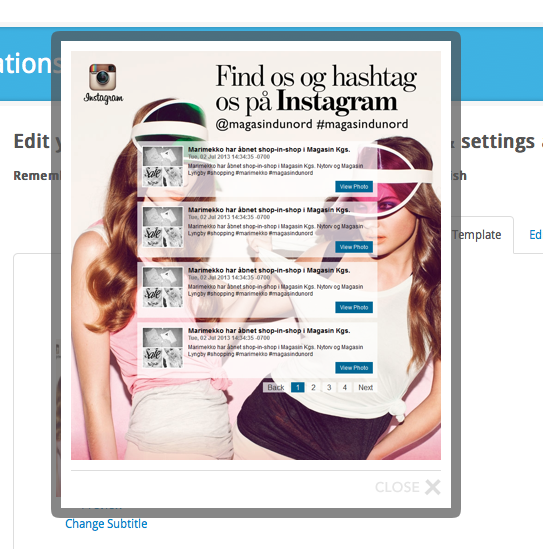 ations
Instagram
Find os og hashtag
os på Instagram
@magasindunord #magasindunord
Edit
settings
Rememb
ish
Template
Ed
Marimekko har åbnet shop-in-shop i Magasin Kgs.
Tue, 02 Jul 2013 14:34:35 -0700
Marimekko har åbnet shop-in-shop i Magasin Kgs. Nytorv og Magasin
Lyngby #shopping #marimekko #magasindunord
Sale
View Photo
Marimekko har åbnet shop-in-shop i Magasin Kgs.
Tue, 02 Jul 2013 14:34:35 -0700
Marimekko har åbnet shop-in-shop i Magasin Kgs. Nytorv og Magasin
Lyngby #shopping #marimekko #magasindunord
Sale
View Photo
Marimekko har åbnet shop-in-shop i Magasin Kgs.
Tue, 02 Jul 2013 14:34:35 -0700
Marimekko har åbnet shop-in-shop i Magasin Kgs. Nytorv og Magasin
Lyngby #shopping #marimekko #magasindunord
Sale
View Photo
Marimekko har åbnet shop-in-shop i Magasin Kgs.
Tue, 02 Jul 2013 14:34:35 -0700
Marimekko har åbnet shop-in-shop i Magasin Kgs. Nytorv og Magasin
Lyngby #shopping #marimekko #magasindunord
Sale
View Photo
Back 1 2 3 4 Next
CLOSE
Change Subtitle